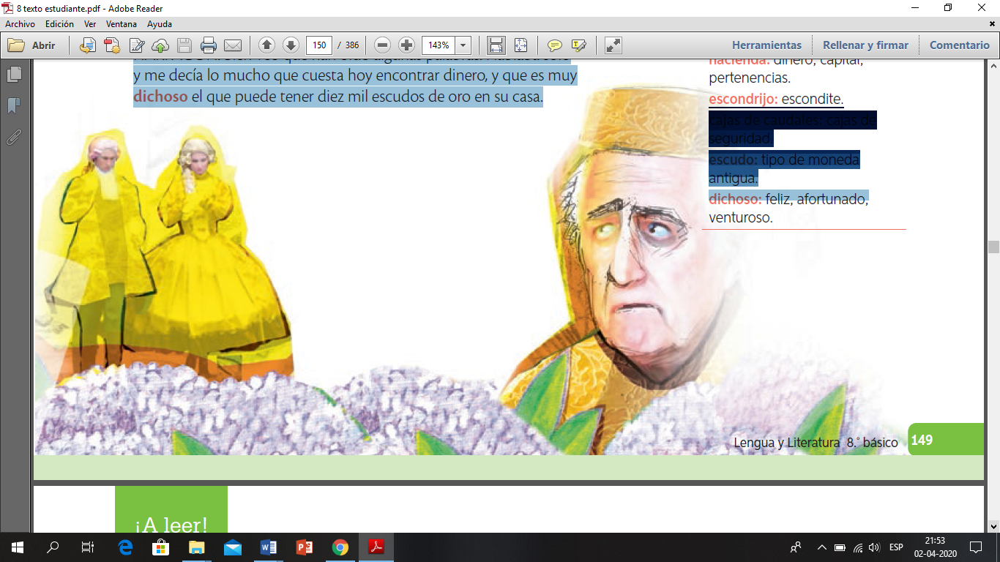 8 texto estudiante.pdf - Adobe Reader
Archivo Edición Ver Ventana Ayuda
Abrir 150 / 386 143% Herramientas Rellenar y firmar Comentario
y me decía lo mucho que cuesta hoy encontrar dinero, y que es muy
dichoso el que puede tener diez mil escudos de oro en su casa.
hacienda: dinero, capital,
pertenencias.
escondrijo: escondite.
cajas de caudales: cajas de
seguridad.
escudo: tipo de moneda
antigua.
dichoso: feliz, afortunado,
venturoso.
Lengua y Literatura 8.° básico 149
¡A leer!
ESP
21:53
02-04-2020